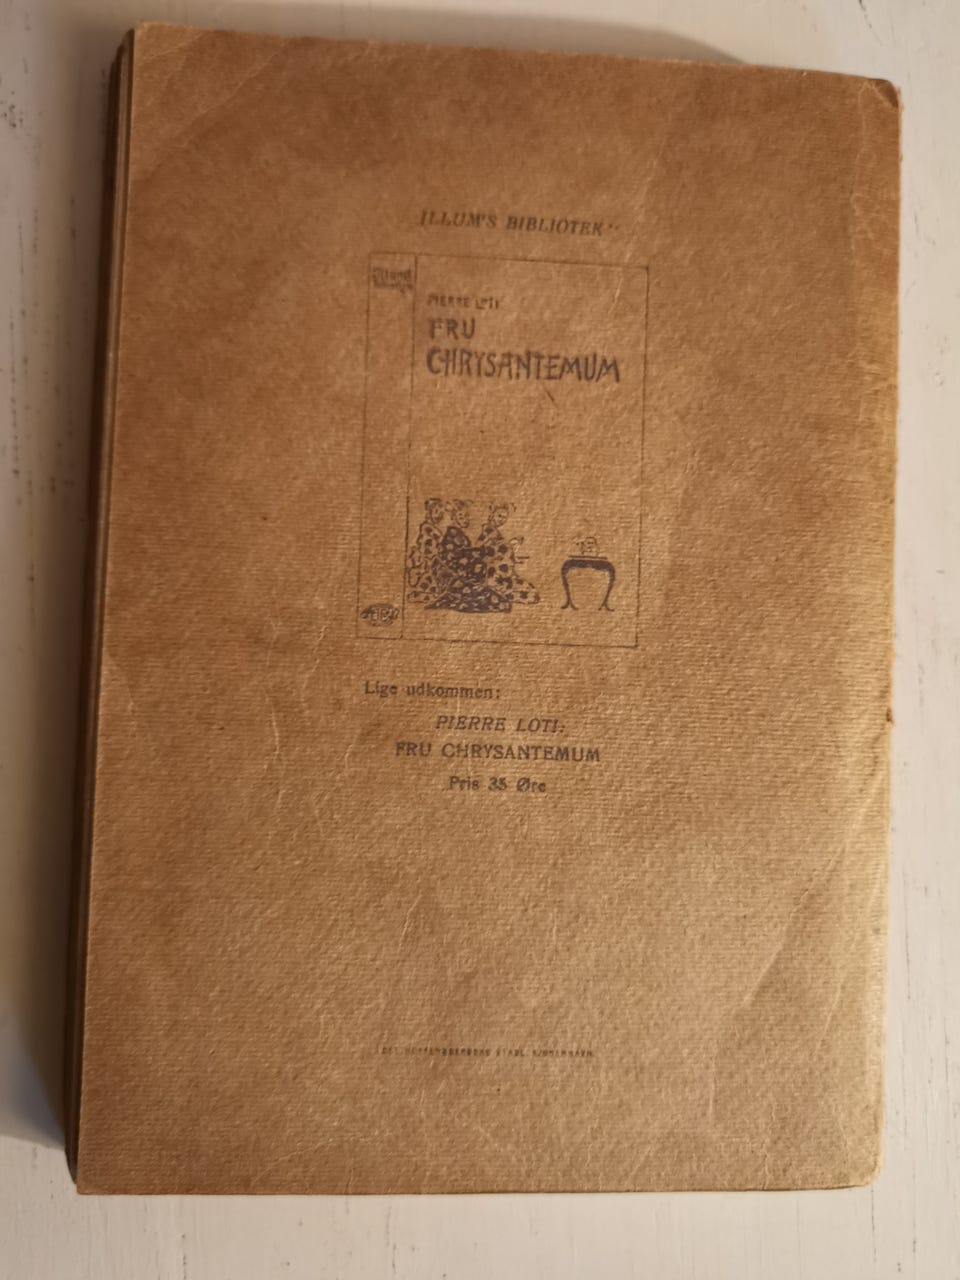 ILLUM'S BIBLIOTEK
PIERRE LOTI
FRU
CHRYSANTEMUM
Lige udkommen:
PIERRE LOTI:
FRU CHRYSANTEMUM
Pris 35 Øre